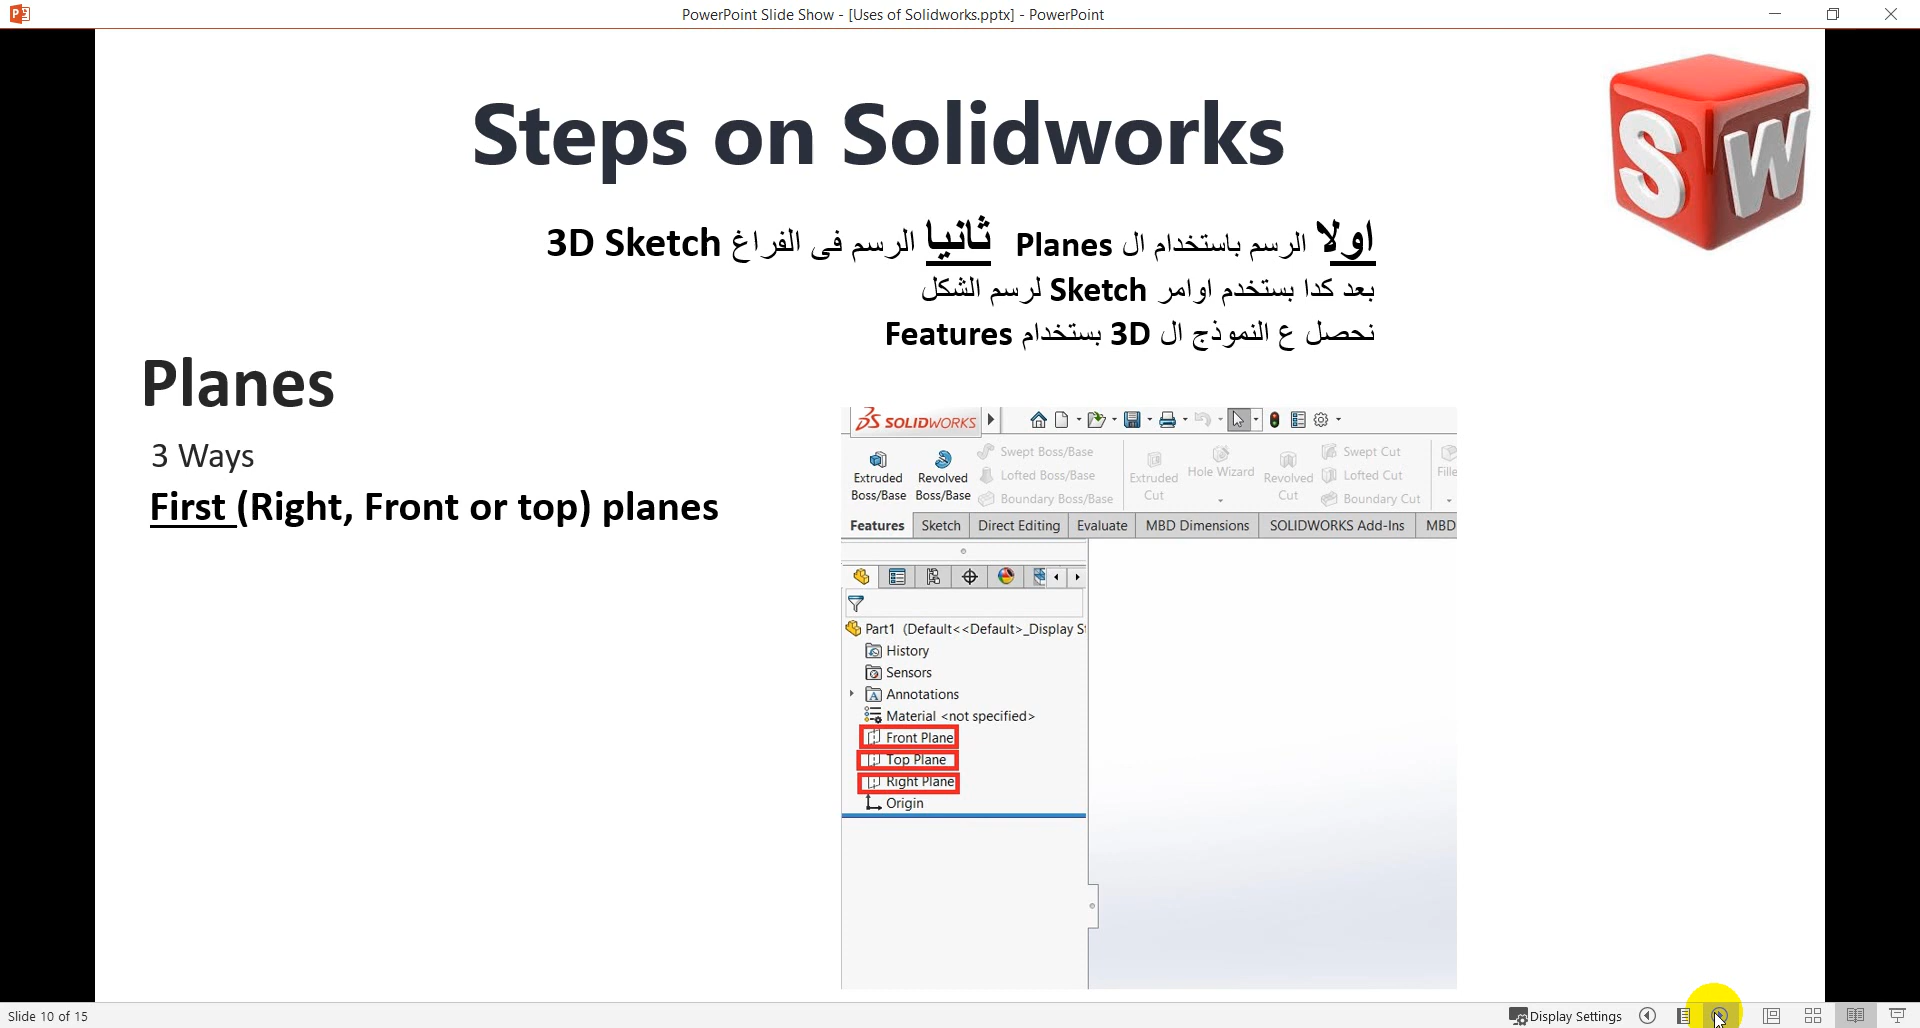 PowerPoint Slide Show - [Uses of Solidworks.pptx] - PowerPoint
Steps on Solidworks
SW
اولا الرسم باستخدام ال Planes ثانيا الرسم فى الفراغ 3D Sketch
بعد كدا بستخدم اوامر Sketch لرسم الشكل
نحصل ع النموذج ال 3D بستخدام Features
Planes
3 Ways
First (Right, Front or top) planes
SOLIDWORKS
Extruded Boss/Base
Revolved Boss/Base
Swept Boss/Base
Lofted Boss/Base
Boundary Boss/Base
Extruded Cut
Hole Wizard
Revolved Cut
Swept Cut
Lofted Cut
Boundary Cut
Fille
Features Sketch Direct Editing Evaluate MBD Dimensions SOLIDWORKS Add-Ins MBD
Part1 (Default<<Default>_Display S
History
Sensors
Annotations
Material <not specified>
Front Plane
Top Plane
Right Plane
Origin
Slide 10 of 15
Display Settings